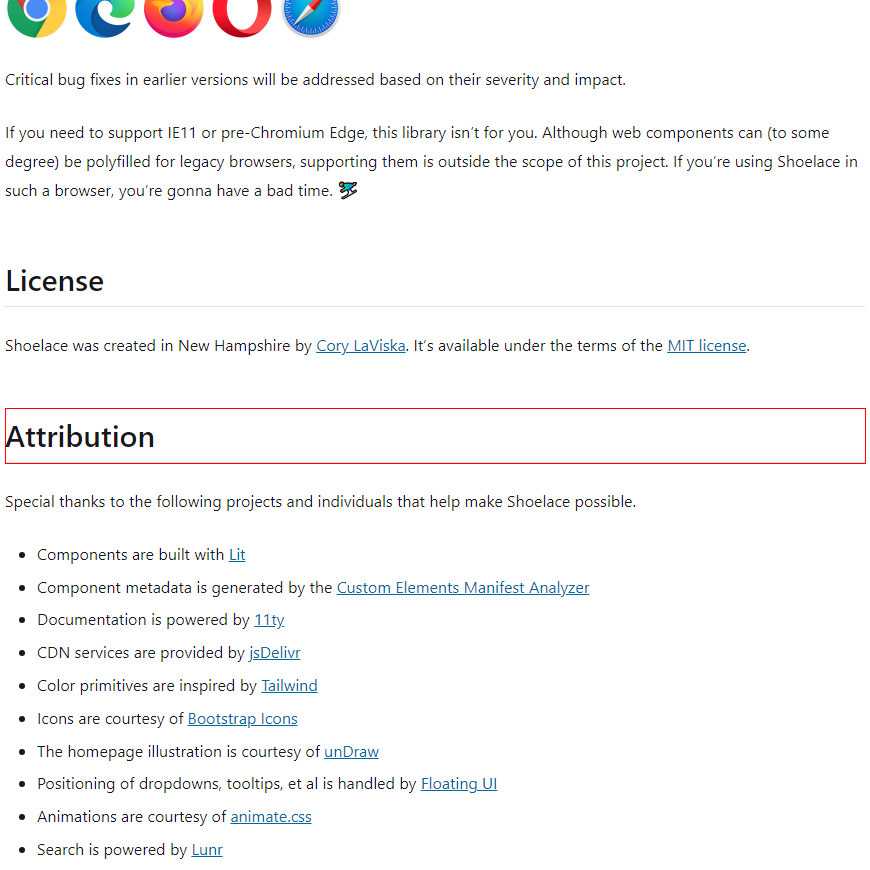 Critical bug fixes in earlier versions will be addressed based on their severity and impact.
If you need to support IE11 or pre-Chromium Edge, this library isn’t for you. Although web components can (to some
degree) be polyfilled for legacy browsers, supporting them is outside the scope of this project. If you’re using Shoelace in
such a browser, you’re gonna have a bad time. ⛷
License
Shoelace was created in New Hampshire by Cory LaViska. It’s available under the terms of the MIT license.
Attribution
Special thanks to the following projects and individuals that help make Shoelace possible.
• Components are built with Lit
• Component metadata is generated by the Custom Elements Manifest Analyzer
• Documentation is powered by 11ty
• CDN services are provided by jsDelivr
• Color primitives are inspired by Tailwind
• Icons are courtesy of Bootstrap Icons
• The homepage illustration is courtesy of unDraw
• Positioning of dropdowns, tooltips, et al is handled by Floating UI
• Animations are courtesy of animate.css
• Search is powered by Lunr